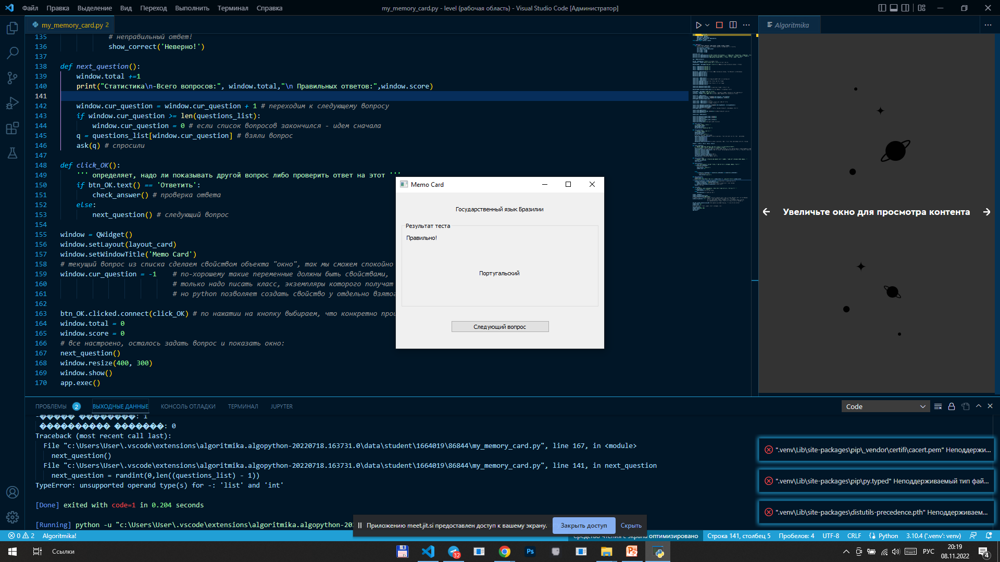 Файл Правка Выделение Вид Переход Выполнить Терминал Справка
my_memory_card.py - level (рабочая область) - Visual Studio Code [Администратор]
my_memory_card.py 2
Algoritmika
135 # неправильный ответ!
136 show_correct('Неверно!')
137
138 def next_question():
139 window.total +=1
140 print("Статистика\n-Всего вопросов:", window.total,"\n Правильных ответов:",window.score)
141
142 window.cur_question = window.cur_question + 1 # переходим к следующему вопросу
143 if window.cur_question >= len(questions_list):
144 window.cur_question = 0 # если список вопросов закончился - идем сначала
145 q = questions_list[window.cur_question] # взяли вопрос
146 ask(q) # спросили
147
148 def click_OK():
149 ''' определяет, надо ли показывать другой вопрос либо проверить ответ на этот '''
150 if btn_OK.text() == 'Ответить':
151 check_answer() # проверка ответа
152 else:
153 next_question() # следующий вопрос
154
155 window = QWidget()
156 window.setLayout(layout_card)
157 window.setWindowTitle('Memo Card')
158 # текущий вопрос из списка сделаем свойством объекта "окно", так мы сможем спокойно
159 window.cur_question = -1 # по-хорошему такие переменные должны быть свойствами,
160 # только надо писать класс, экземпляры которого получат
161 # но python позволяет создать свойство у отдельно
162
163 btn_OK.clicked.connect(click_OK) # по нажатии на кнопку выбираем, что конкретно
164 window.total = 0
165 window.score = 0
166 # все настроено, осталось задать вопрос и показать окно:
167 next_question()
168 window.resize(400, 300)
169 window.show()
170 app.exec()
Memo Card
Государственный язык Бразилии
Результат теста
Правильно!
Португальский
Следующий вопрос
Увеличьте окно для просмотра контента
ПРОБЛЕМЫ 2 ВЫХОДНЫЕ ДАННЫЕ КОНСОЛЬ ОТЛАДКИ ТЕРМИНАЛ JUPYTER
Code
-����� ��������: 1
���������� �������: 0
Traceback (most recent call last):
File "c:\Users\User\.vscode\extensions\algoritmika.algopython-20220718.163731.0\data\student\1664019\86844\my_memory_card.py", line 167, in <module>
next_question()
File "c:\Users\User\.vscode\extensions\algoritmika.algopython-20220718.163731.0\data\student\1664019\86844\my_memory_card.py", line 141, in next_question
next_question = randint(0,len((questions_list) - 1))
TypeError: unsupported operand type(s) for -: 'list' and 'int'
[Done] exited with code=1 in 0.204 seconds
[Running] python -u "c:\Users\User\.vscode\extensions\algoritmika.algopython-202
".venv\Lib\site-packages\pip\_vendor\certifi\cacert.pem" Неподдержи...
".venv\Lib\site-packages\pip\py.typed" Неподдерживаемый тип фай...
".venv\Lib\site-packages\distutils-precedence.pth" Неподдерживаем...
Приложению meet.jit.si предоставлен доступ к вашему экрану. Закрыть доступ Скрыть
0 2 Algoritmika! Средство чтения с экрана оптимизировано Строка 141, столбец 5 Пробелов: 4 UTF-8 CRLF Python 3.10.4 ('.venv': venv)
Ссылки
32
Ps
РУС
20:19
08.11.2022
4